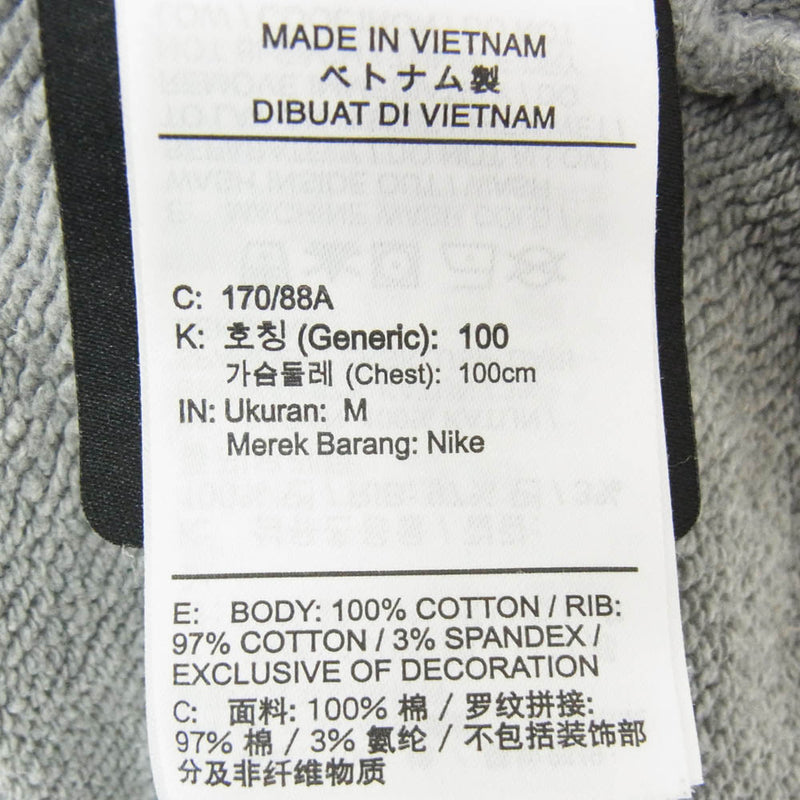 MADE IN VIETNAM
ベトナム製
DIBUAT DI VIETNAM
C: 170/88A
K: 호칭 (Generic): 100
가슴둘레 (Chest): 100cm
IN: Ukuran: M
Merek Barang: Nike
E: BODY: 100% COTTON / RIB:
97% COTTON / 3% SPANDEX /
EXCLUSIVE OF DECORATION
C: 面料: 100% 棉 / 罗纹拼接:
97% 棉 / 3% 氨纶 / 不包括装饰部
分及非纤维物质